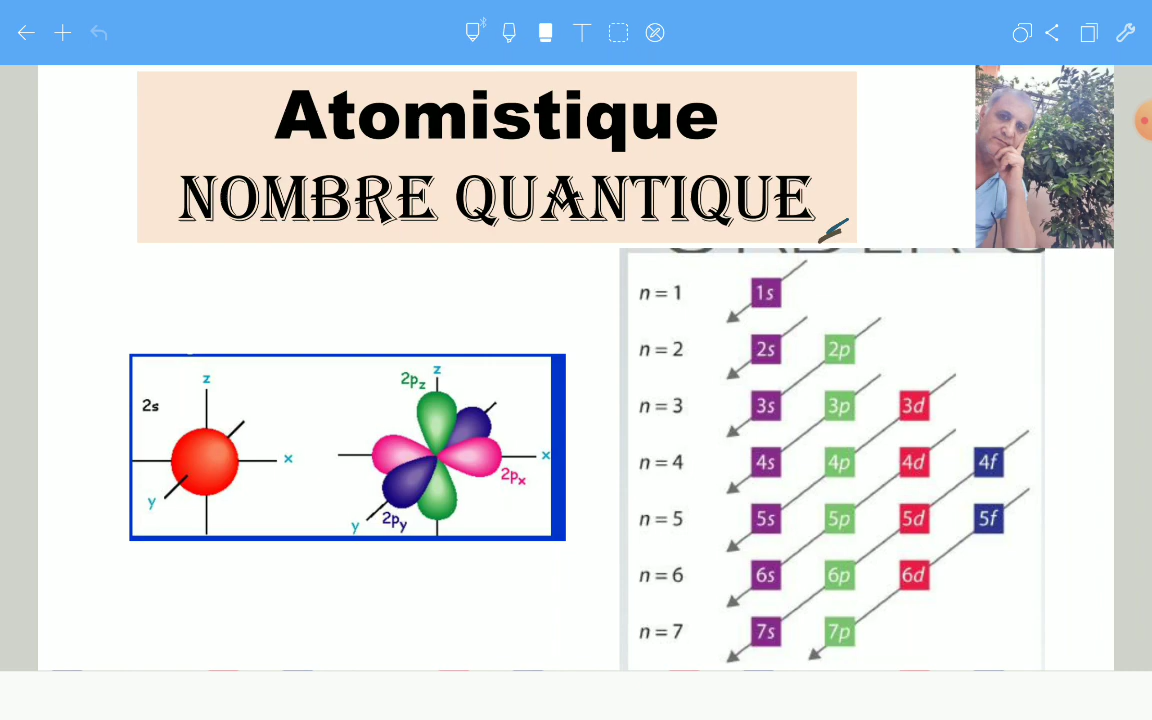 Atomistique
NOMBRE QUANTIQUE
2s
z
x
y
2pz
z
x
2px
2py
y
n = 1 1s
n = 2 2s 2p
n = 3 3s 3p 3d
n = 4 4s 4p 4d 4f
n = 5 5s 5p 5d 5f
n = 6 6s 6p 6d
n = 7 7s 7p